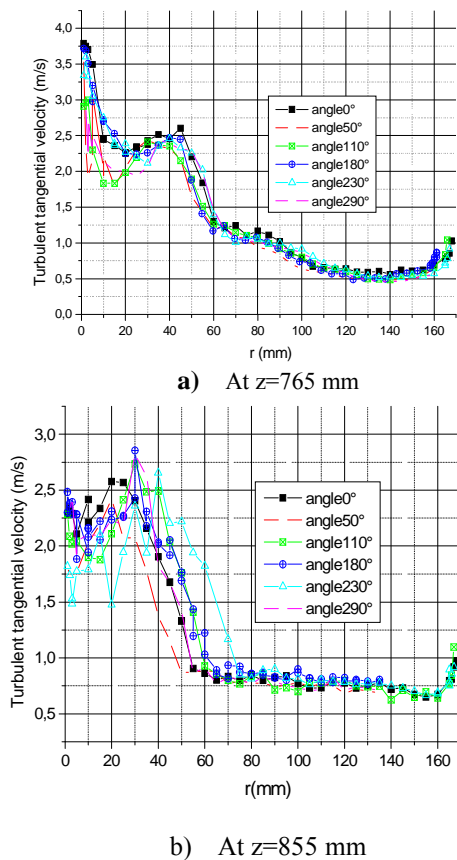 Turbulent tangential velocity (m/s)
4,0
3,5
3,0
2,5
2,0
1,5
1,0
0,5
0,0
angle0°
angle50°
angle110°
angle180°
angle230°
angle290°
0 20 40 60 80 100 120 140 160
r (mm)
a) At z=765 mm
Turbulent tangential velocity (m/s)
3,0
2,5
2,0
1,5
1,0
0,5
angle0°
angle50°
angle110°
angle180°
angle230°
angle290°
0 20 40 60 80 100 120 140 160
r(mm)
b) At z=855 mm